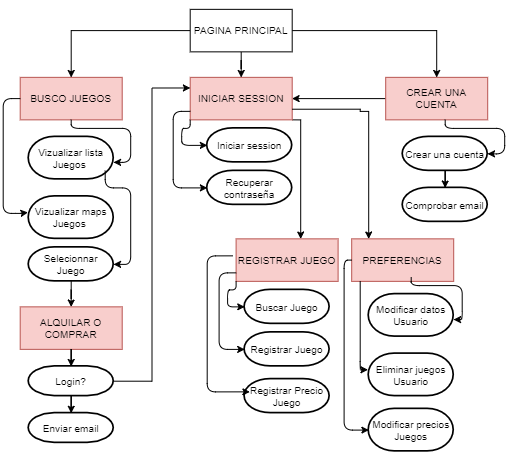 PAGINA PRINCIPAL
BUSCO JUEGOS
INICIAR SESSION
CREAR UNA
CUENTA
Vizualizar lista
Juegos
Iniciar session
Crear una cuenta
Recuperar
contraseña
Vizualizar maps
Juegos
Comprobar email
Selecionnar
Juego
REGISTRAR JUEGO
PREFERENCIAS
ALQUILAR O
COMPRAR
Buscar Juego
Modificar datos
Usuario
Registrar Juego
Login?
Eliminar juegos
Usuario
Registrar Precio
Juego
Enviar email
Modificar precios
Juegos